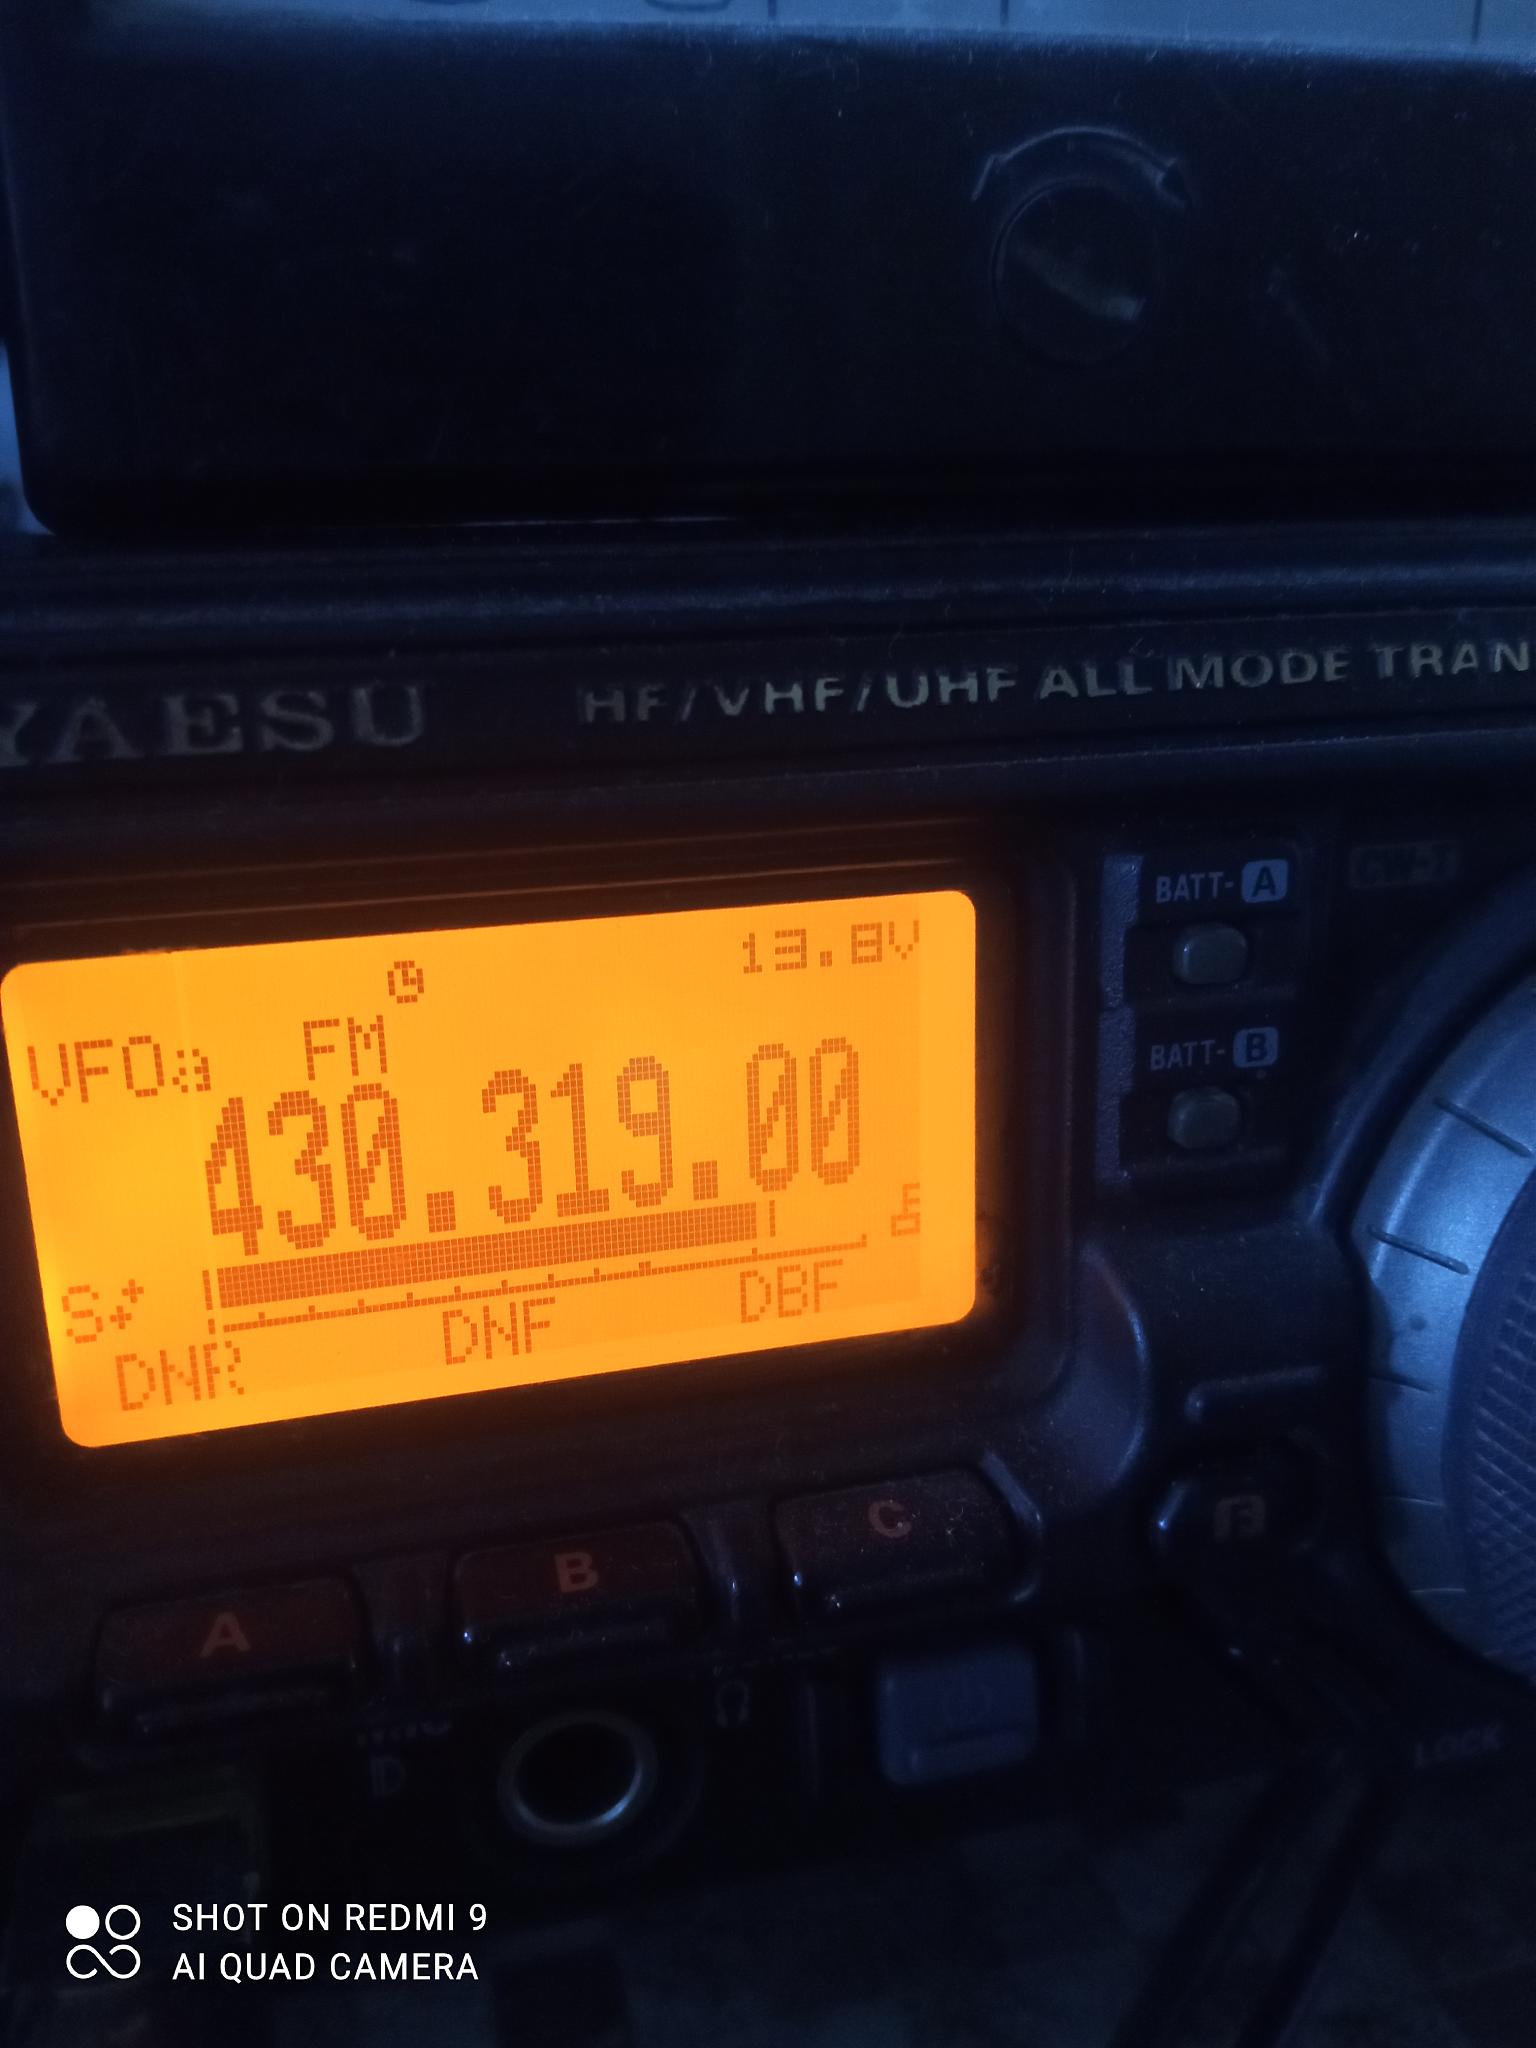 YAESU HF/VHF/UHF ALL MODE TRAN
BATT-A
13.8V
VFOa FM
BATT-B
430.319.00
S
DNR DNF DBF
A B C
LOCK
SHOT ON REDMI 9
AI QUAD CAMERA